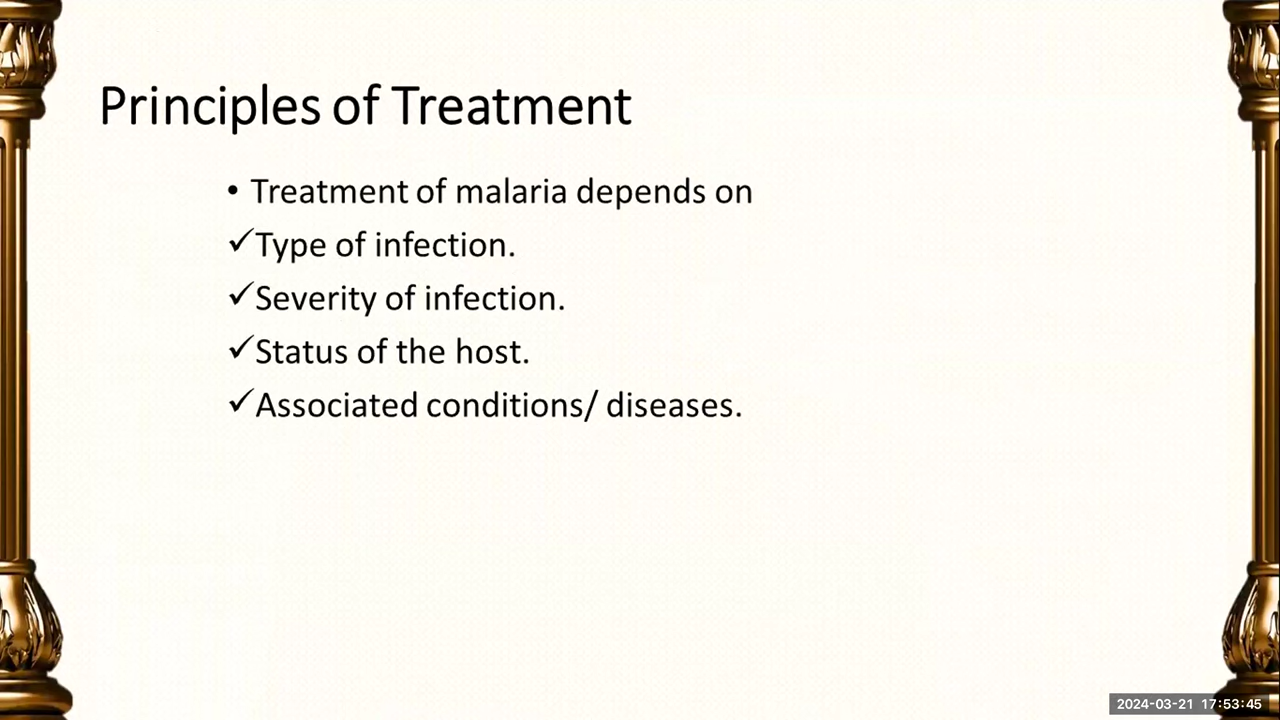 Principles of Treatment
• Treatment of malaria depends on
✓Type of infection.
✓Severity of infection.
✓Status of the host.
✓Associated conditions/ diseases.
2024-03-21 17:53:45